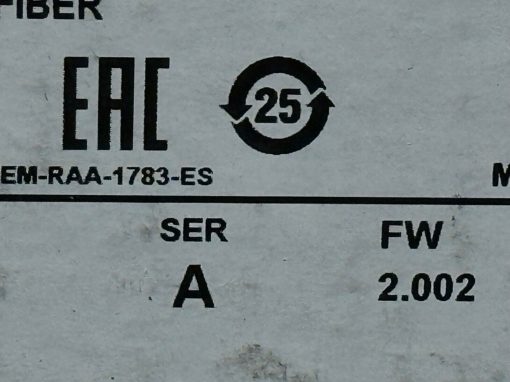 FIBER
EAC 25
EM-RAA-1783-ES
SER FW
A 2.002